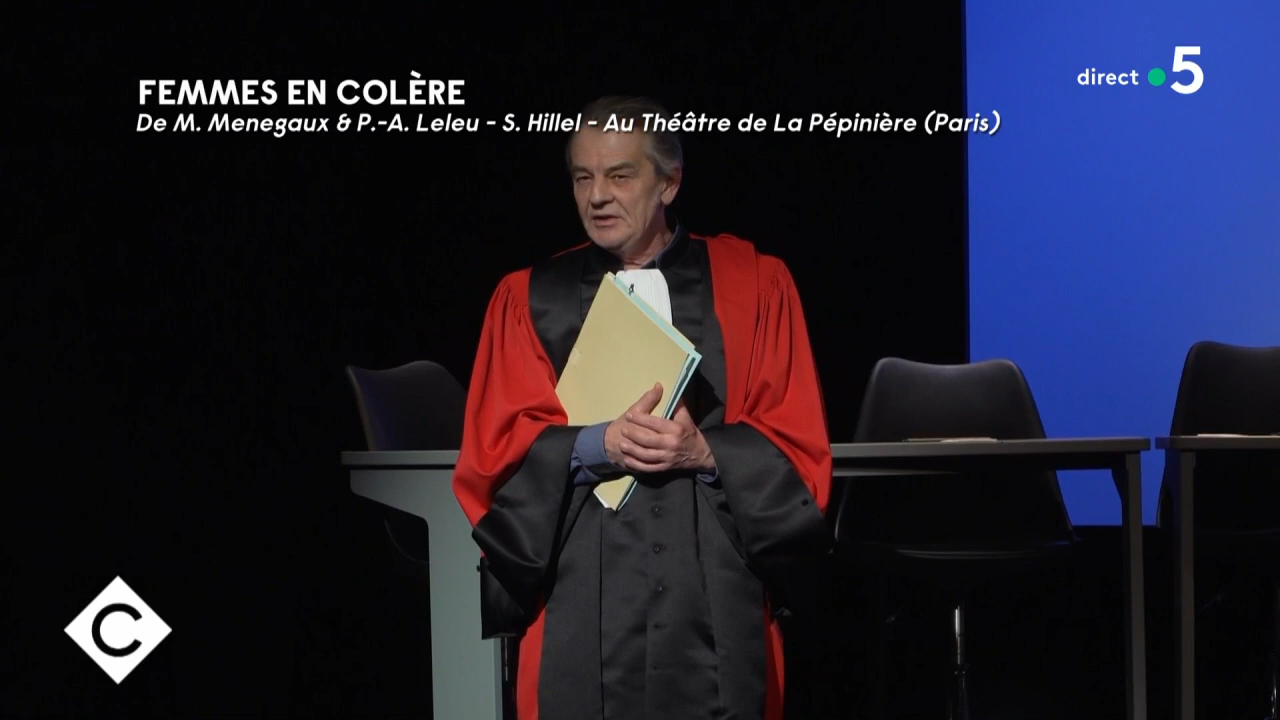 FEMMES EN COLÈRE
De M. Menegaux & P.-A. Leleu - S. Hillel - Au Théâtre de La Pépinière (Paris)
direct 5
C